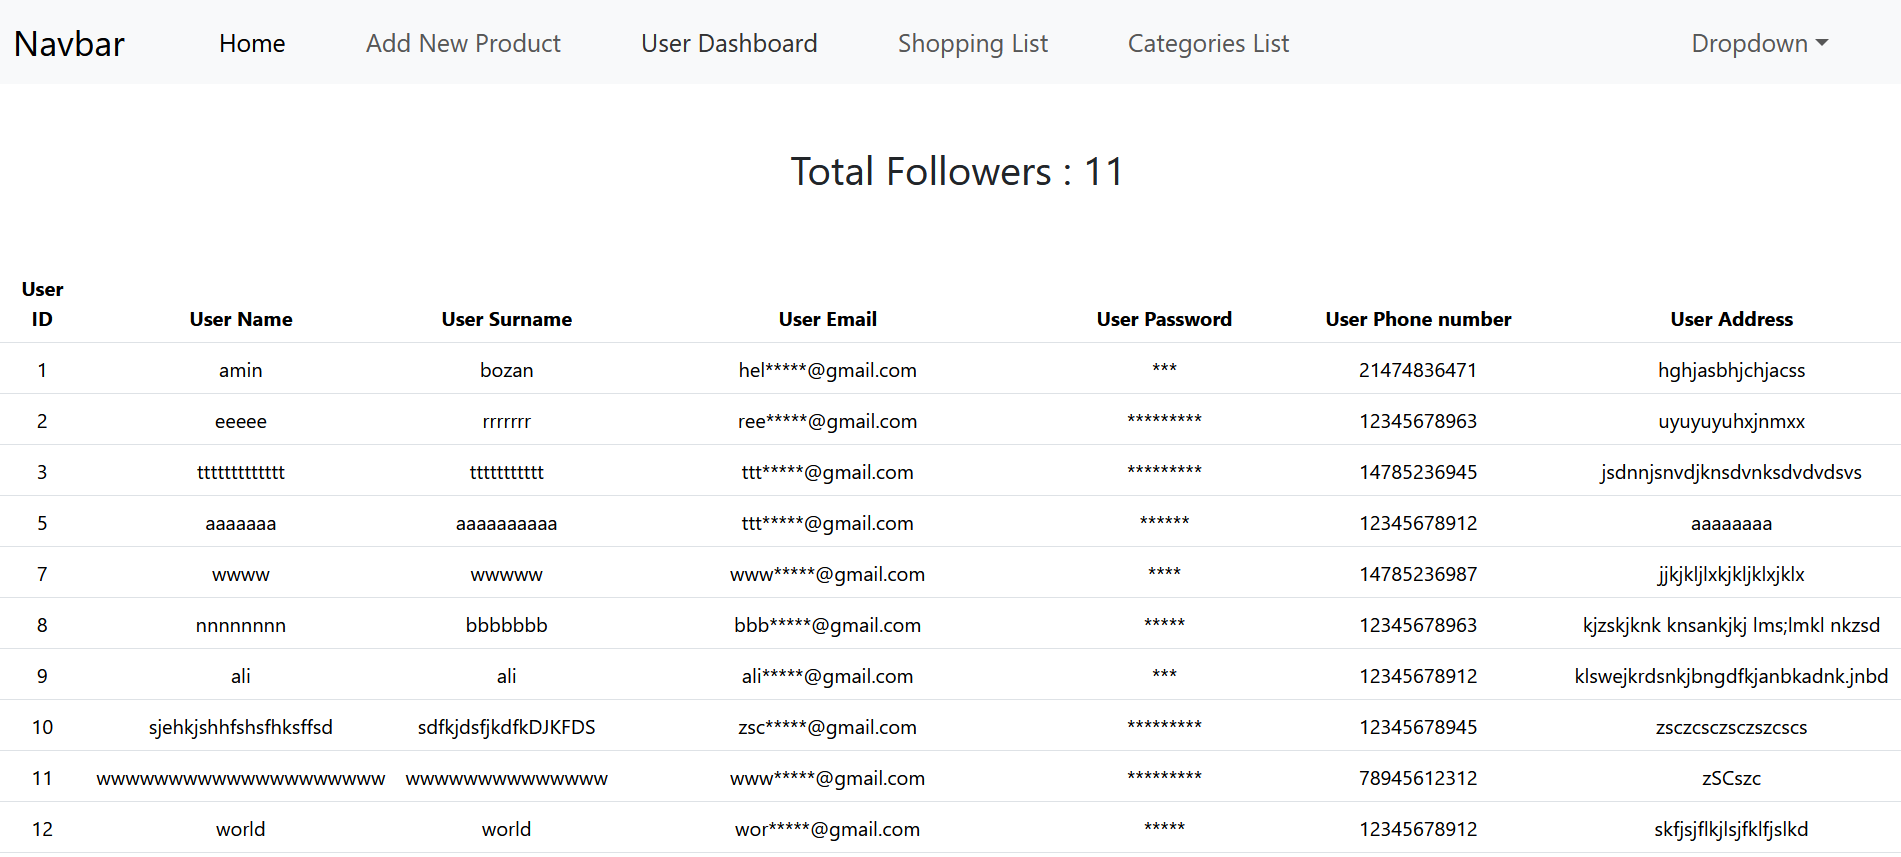 Navbar Home Add New Product User Dashboard Shopping List Categories List Dropdown
Total Followers : 11
User ID User Name User Surname User Email User Password User Phone number User Address
1 amin bozan hel*****@gmail.com *** 21474836471 hghjasbhjchjacss
2 eeeee rrrrrrr ree*****@gmail.com ********* 12345678963 uyuyuyuhxjnmxx
3 ttttttttttttt ttttttttttt ttt*****@gmail.com ********* 14785236945 jsdnnjsnvdjknsdvnksdvdvdsvs
5 aaaaaaa aaaaaaaaaa ttt*****@gmail.com ****** 12345678912 aaaaaaaa
7 wwww wwwww www*****@gmail.com **** 14785236987 jjkjkljlxkjkljklxjklx
8 nnnnnnnn bbbbbbb bbb*****@gmail.com ***** 12345678963 kjzskjknk knsankjkj lms;lmkl nkzsd
9 ali ali ali*****@gmail.com *** 12345678912 klswejkrdsnkjbngdfkjanbkadnk.jnbd
10 sjehkjshhfshsfhksffsd sdfkjdsfjkdfkDJKFDS zsc*****@gmail.com ********* 12345678945 zsczcsczsczszcscs
11 wwwwwwwwwwwwwwwwwwww wwwwwwwwwwwwww www*****@gmail.com ********* 78945612312 zSCszc
12 world world wor*****@gmail.com ***** 12345678912 skfjsjflkjlsjfklfjslkd